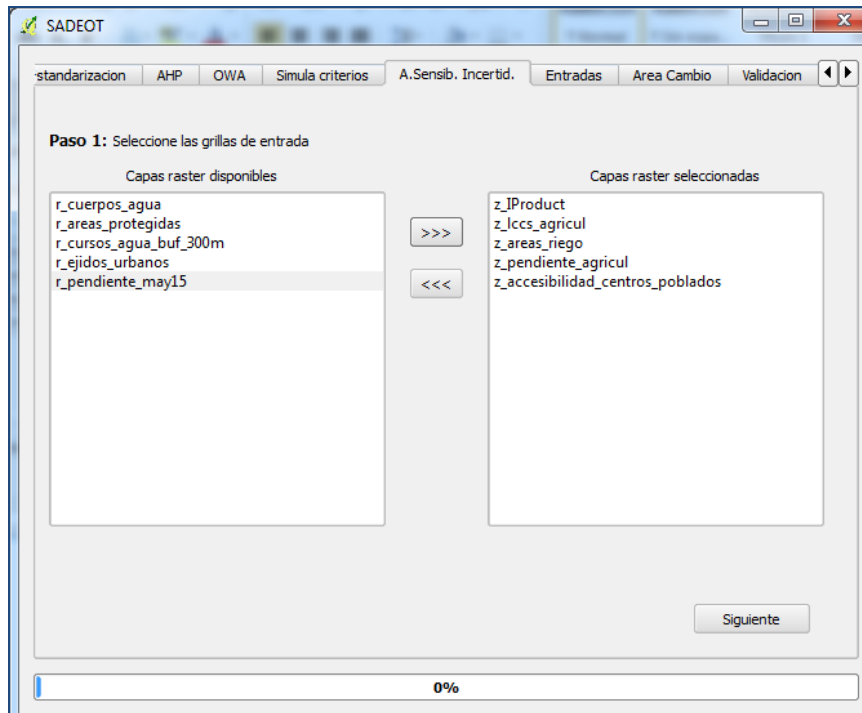 SADEOT
standarizacion AHP OWA Simula criterios A.Sensib. Incertid. Entradas Area Cambio Validacion
Paso 1: Seleccione las grillas de entrada
Capas raster disponibles
r_cuerpos_agua
r_areas_protegidas
r_cursos_agua_buf_300m
r_ejidos_urbanos
r_pendiente_may15
>>>
<<<
Capas raster seleccionadas
z_IProduct
z_lccs_agricul
z_areas_riego
z_pendiente_agricul
z_accesibilidad_centros_poblados
Siguiente
0%